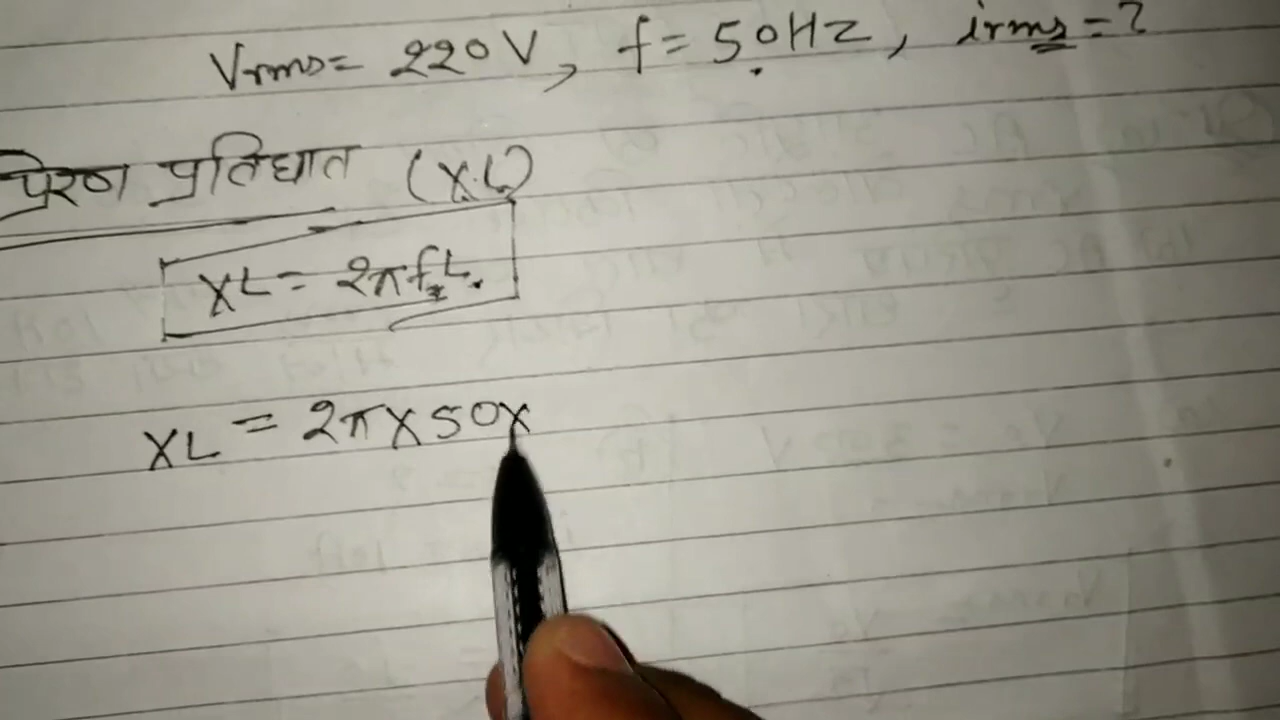 Vrms = 220V, f = 50Hz, irms = ?
प्रेरण प्रतिघात (XL)
XL = 2πfL.
XL = 2π×50×